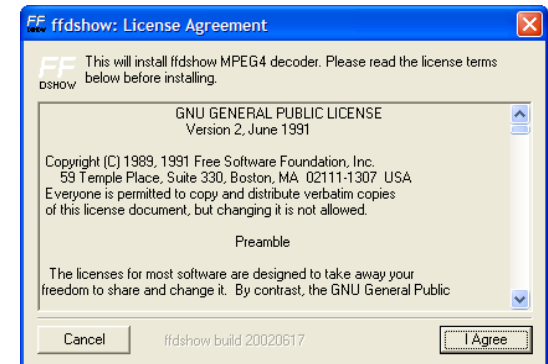 ffdshow: License Agreement
FF
DSHOW
This will install ffdshow MPEG4 decoder. Please read the license terms
below before installing.
GNU GENERAL PUBLIC LICENSE
Version 2, June 1991
Copyright (C) 1989, 1991 Free Software Foundation, Inc.
59 Temple Place, Suite 330, Boston, MA  02111-1307  USA
Everyone is permitted to copy and distribute verbatim copies
of this license document, but changing it is not allowed.
Preamble
The licenses for most software are designed to take away your
freedom to share and change it.  By contrast, the GNU General Public
Cancel
ffdshow build 20020617
I Agree